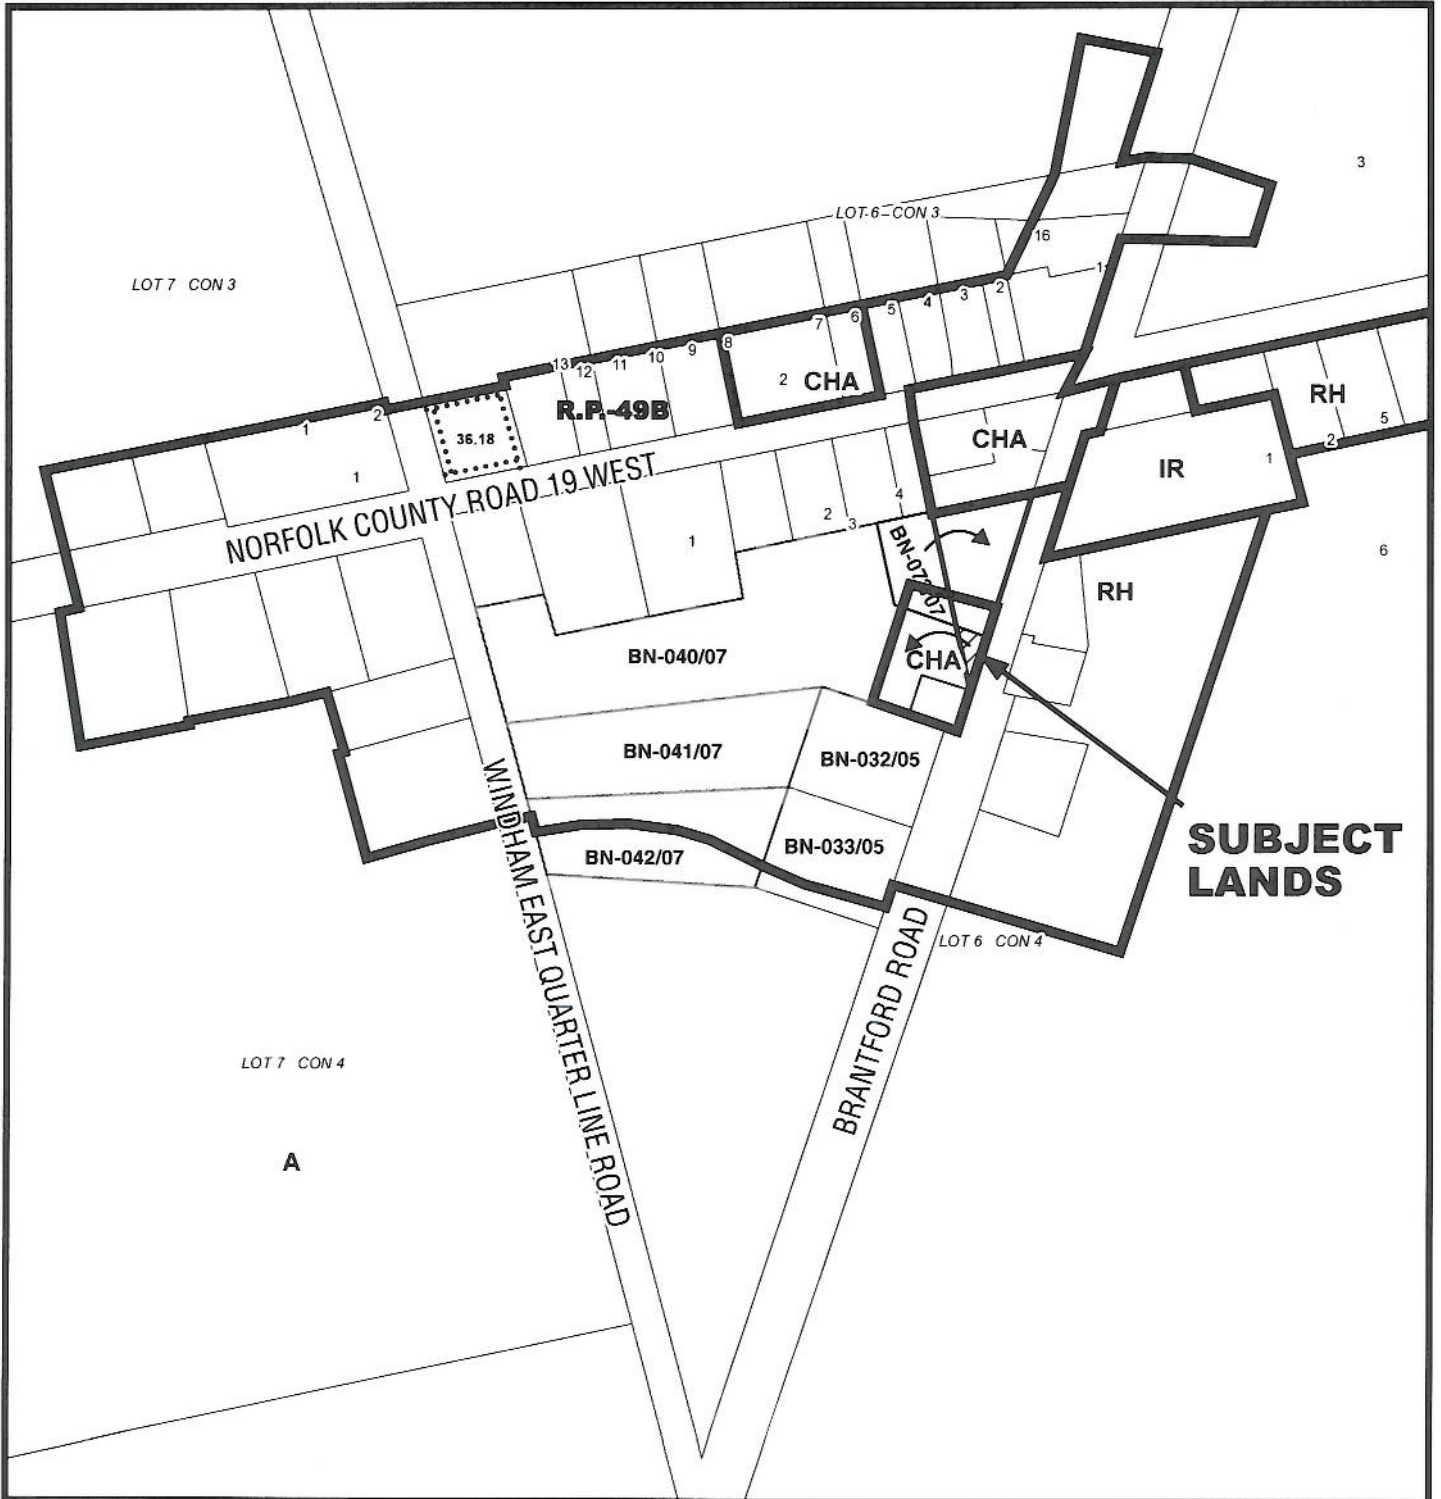 3
LOT 6 CON 3
16
LOT 7 CON 3
1
2
3
4
5
6
7
8
9
10
11
12
13
2
CHA
R.P.-49B
2
1
36.18
1
CHA
RH
5
2
IR
1
NORFOLK COUNTY ROAD 19 WEST
4
2
3
1
BN-073/07
6
RH
BN-040/07
CHA
BN-041/07
BN-032/05
SUBJECT
LANDS
BN-042/07
BN-033/05
WINDHAM EAST QUARTER LINE ROAD
BRANTFORD ROAD
LOT 6 CON 4
LOT 7 CON 4
A